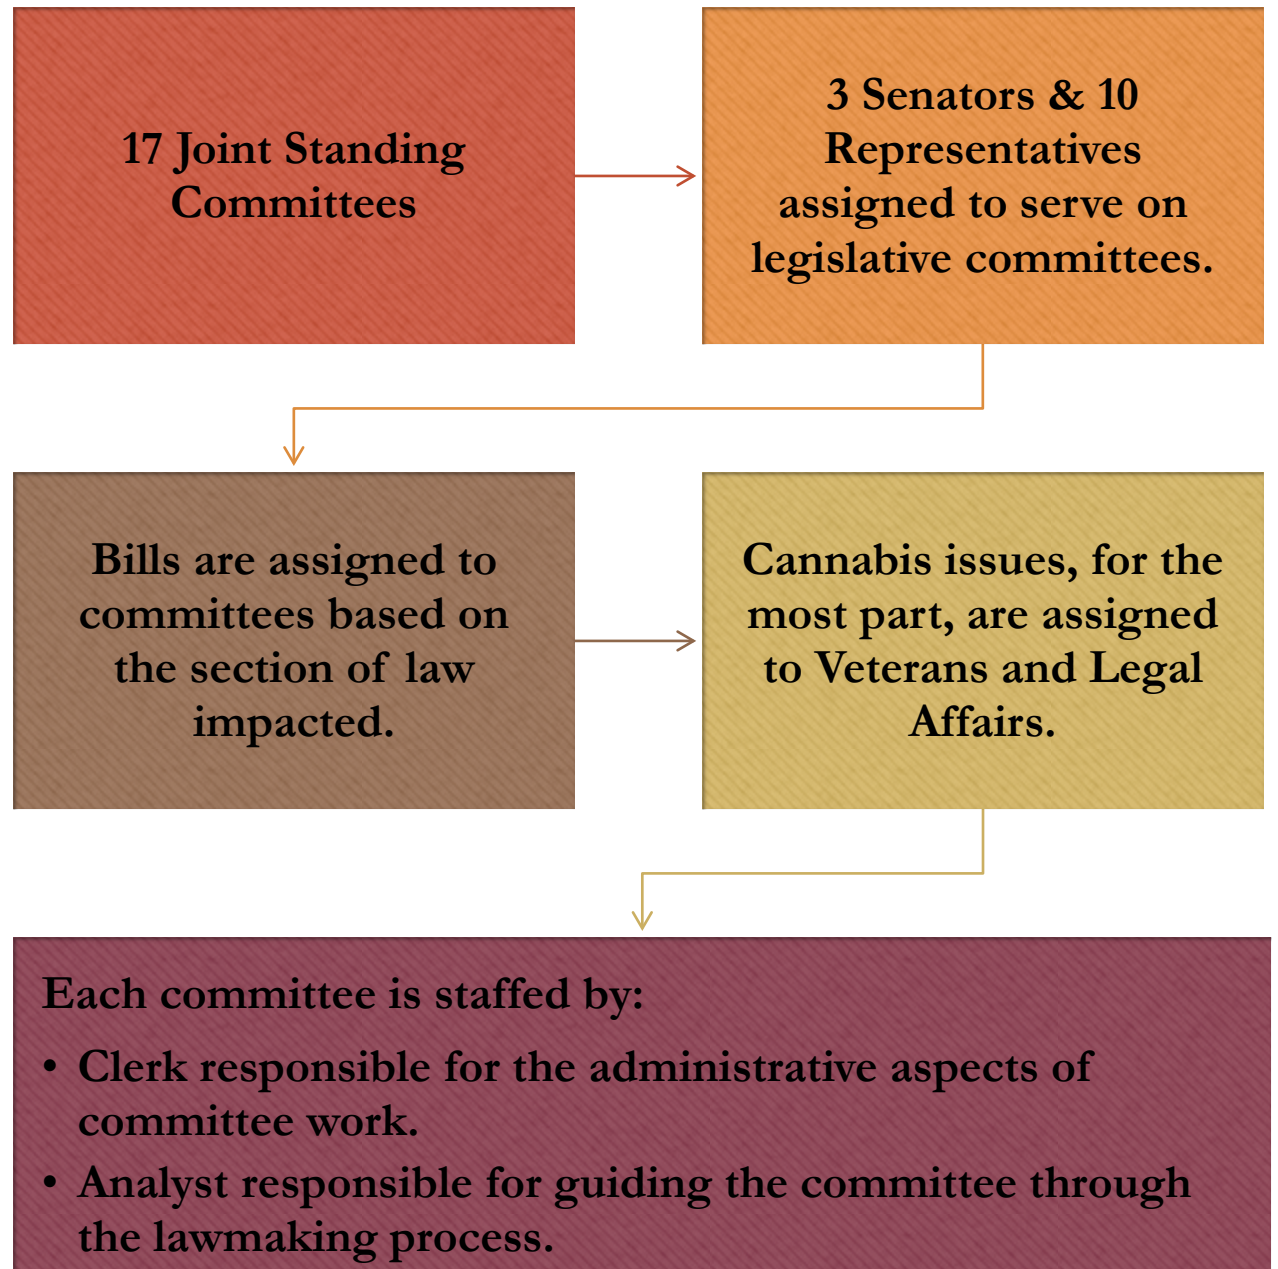 17 Joint Standing
Committees
3 Senators & 10
Representatives
assigned to serve on
legislative committees.
Bills are assigned to
committees based on
the section of law
impacted.
Cannabis issues, for the
most part, are assigned
to Veterans and Legal
Affairs.
Each committee is staffed by:
• Clerk responsible for the administrative aspects of
committee work.
• Analyst responsible for guiding the committee through
the lawmaking process.